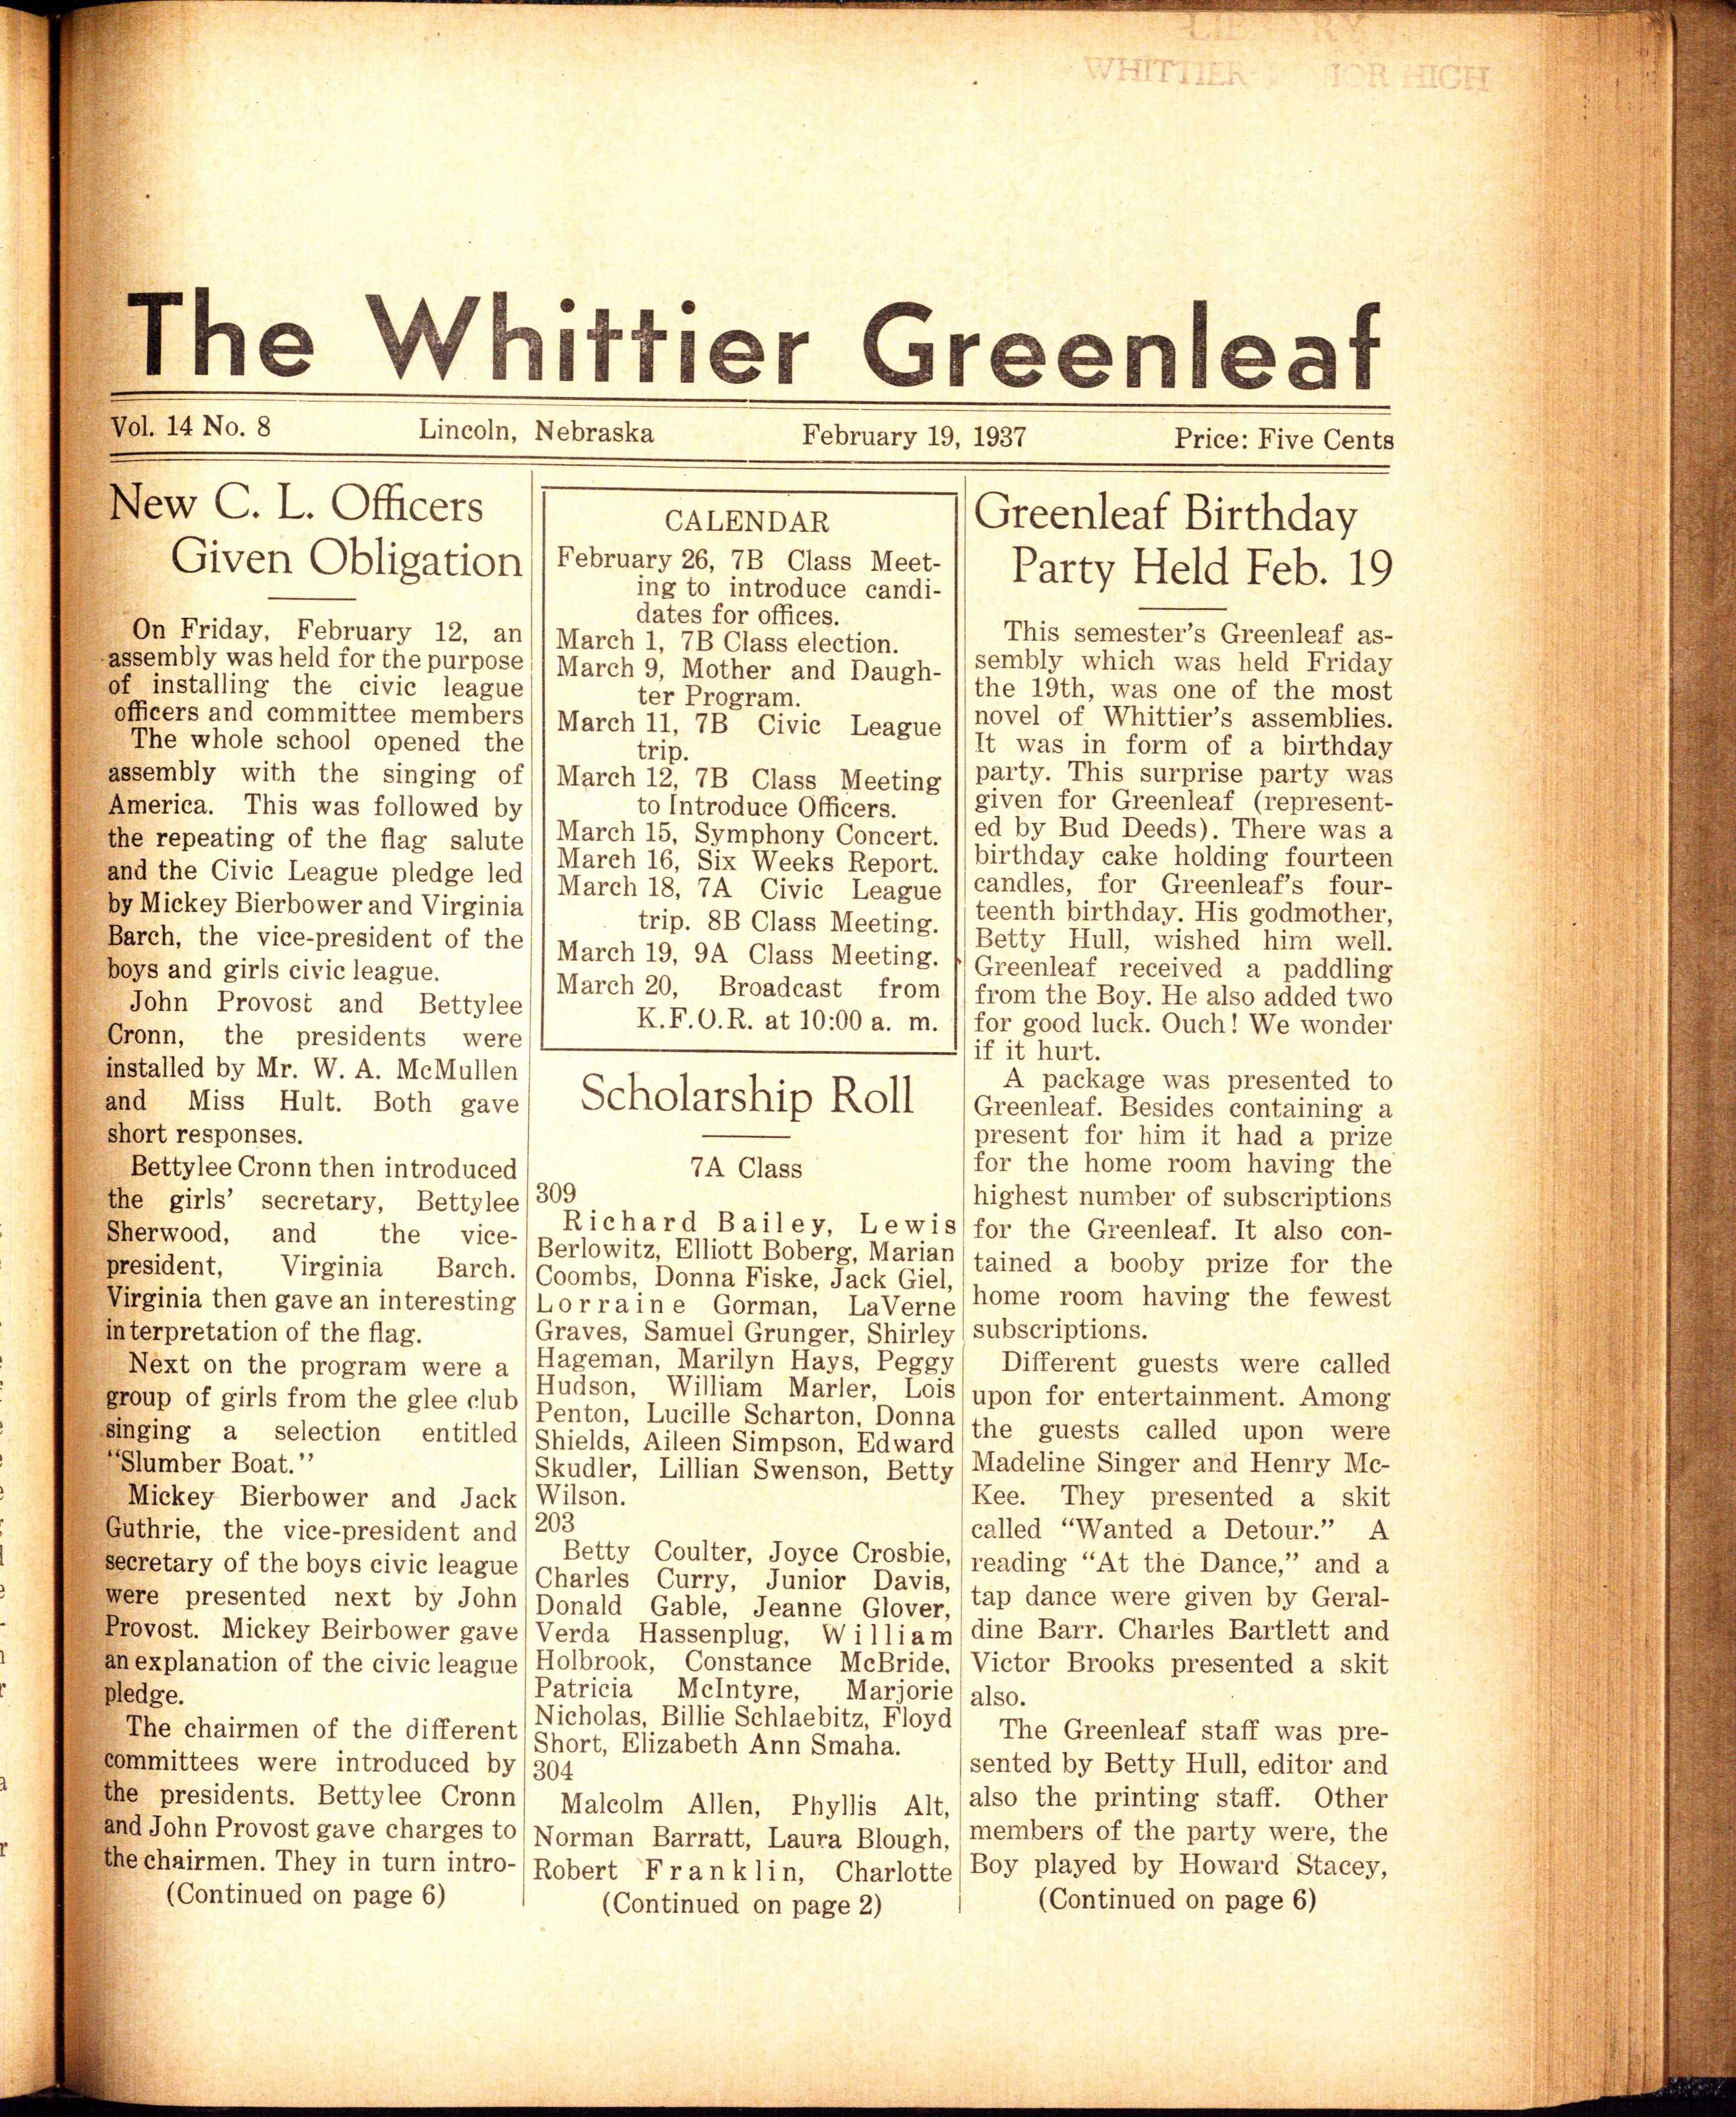 WHITTIER IOR HIGH
The Whittier Greenleaf
Vol. 14 No. 8 Lincoln, Nebraska February 19, 1937 Price: Five Cents
New C. L. Officers
Given Obligation
On Friday, February 12, an
assembly was held for the purpose
of installing the civic league
officers and committee members
The whole school opened the
assembly with the singing of
America. This was followed by
the repeating of the flag salute
and the Civic League pledge led
by Mickey Bierbower and Virginia
Barch, the vice-president of the
boys and girls civic league.
John Provost and Bettylee
Cronn, the presidents were
installed by Mr. W. A. McMullen
and Miss Hult. Both gave
short responses.
Bettylee Cronn then introduced
the girls' secretary, Bettylee
Sherwood, and the vice-
president, Virginia Barch.
Virginia then gave an interesting
interpretation of the flag.
Next on the program were a
group of girls from the glee club
singing a selection entitled
"Slumber Boat."
Mickey Bierbower and Jack
Guthrie, the vice-president and
secretary of the boys civic league
were presented next by John
Provost. Mickey Beirbower gave
an explanation of the civic league
pledge.
The chairmen of the different
committees were introduced by
the presidents. Bettylee Cronn
and John Provost gave charges to
the chairmen. They in turn intro-
(Continued on page 6)
CALENDAR
February 26, 7B Class Meet-
ing to introduce candi-
dates for offices.
March 1, 7B Class election.
March 9, Mother and Daugh-
ter Program.
March 11, 7B Civic League
trip.
March 12, 7B Class Meeting
to Introduce Officers.
March 15, Symphony Concert.
March 16, Six Weeks Report.
March 18, 7A Civic League
trip. 8B Class Meeting.
March 19, 9A Class Meeting.
March 20, Broadcast from
K.F.O.R. at 10:00 a. m.
Scholarship Roll
7A Class
309
Richard Bailey, Lewis
Berlowitz, Elliott Boberg, Marian
Coombs, Donna Fiske, Jack Giel,
Lorraine Gorman, LaVerne
Graves, Samuel Grunger, Shirley
Hageman, Marilyn Hays, Peggy
Hudson, William Marler, Lois
Penton, Lucille Scharton, Donna
Shields, Aileen Simpson, Edward
Skudler, Lillian Swenson, Betty
Wilson.
203
Betty Coulter, Joyce Crosbie,
Charles Curry, Junior Davis,
Donald Gable, Jeanne Glover,
Verda Hassenplug, William
Holbrook, Constance McBride,
Patricia McIntyre, Marjorie
Nicholas, Billie Schlaebitz, Floyd
Short, Elizabeth Ann Smaha.
304
Malcolm Allen, Phyllis Alt,
Norman Barratt, Laura Blough,
Robert Franklin, Charlotte
(Continued on page 2)
Greenleaf Birthday
Party Held Feb. 19
This semester's Greenleaf as-
sembly which was held Friday
the 19th, was one of the most
novel of Whittier's assemblies.
It was in form of a birthday
party. This surprise party was
given for Greenleaf (represent-
ed by Bud Deeds). There was a
birthday cake holding fourteen
candles, for Greenleaf's four-
teenth birthday. His godmother,
Betty Hull, wished him well.
Greenleaf received a paddling
from the Boy. He also added two
for good luck. Ouch! We wonder
if it hurt.
A package was presented to
Greenleaf. Besides containing a
present for him it had a prize
for the home room having the
highest number of subscriptions
for the Greenleaf. It also con-
tained a booby prize for the
home room having the fewest
subscriptions.
Different guests were called
upon for entertainment. Among
the guests called upon were
Madeline Singer and Henry Mc-
Kee. They presented a skit
called "Wanted a Detour." A
reading "At the Dance," and a
tap dance were given by Geral-
dine Barr. Charles Bartlett and
Victor Brooks presented a skit
also.
The Greenleaf staff was pre-
sented by Betty Hull, editor and
also the printing staff. Other
members of the party were, the
Boy played by Howard Stacey,
(Continued on page 6)